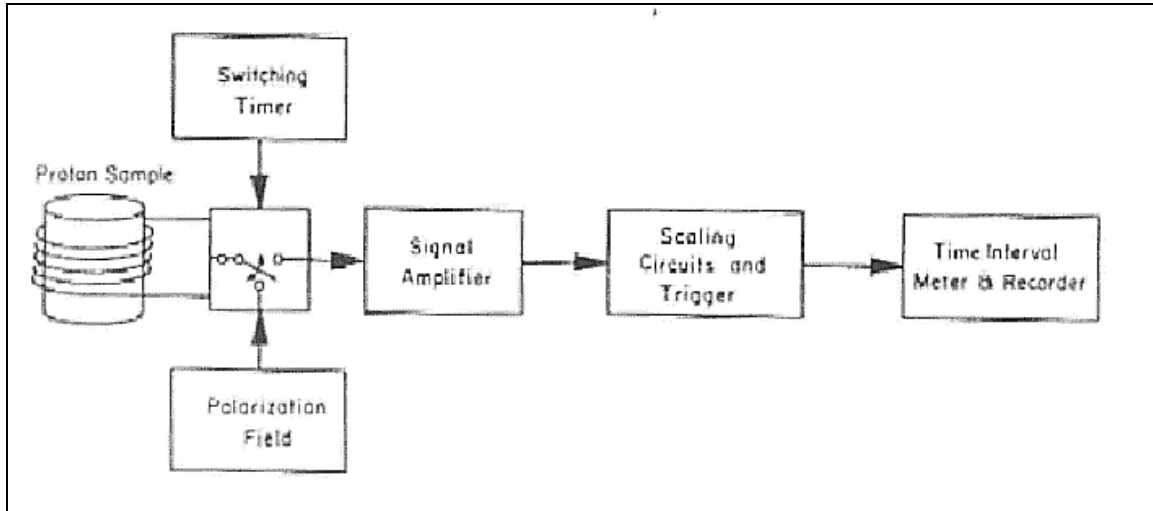 Switching
Timer
Proton Sample
Signal
Amplifier
Scaling
Circuits and
Trigger
Time Interval
Meter & Recorder
Polarization
Field